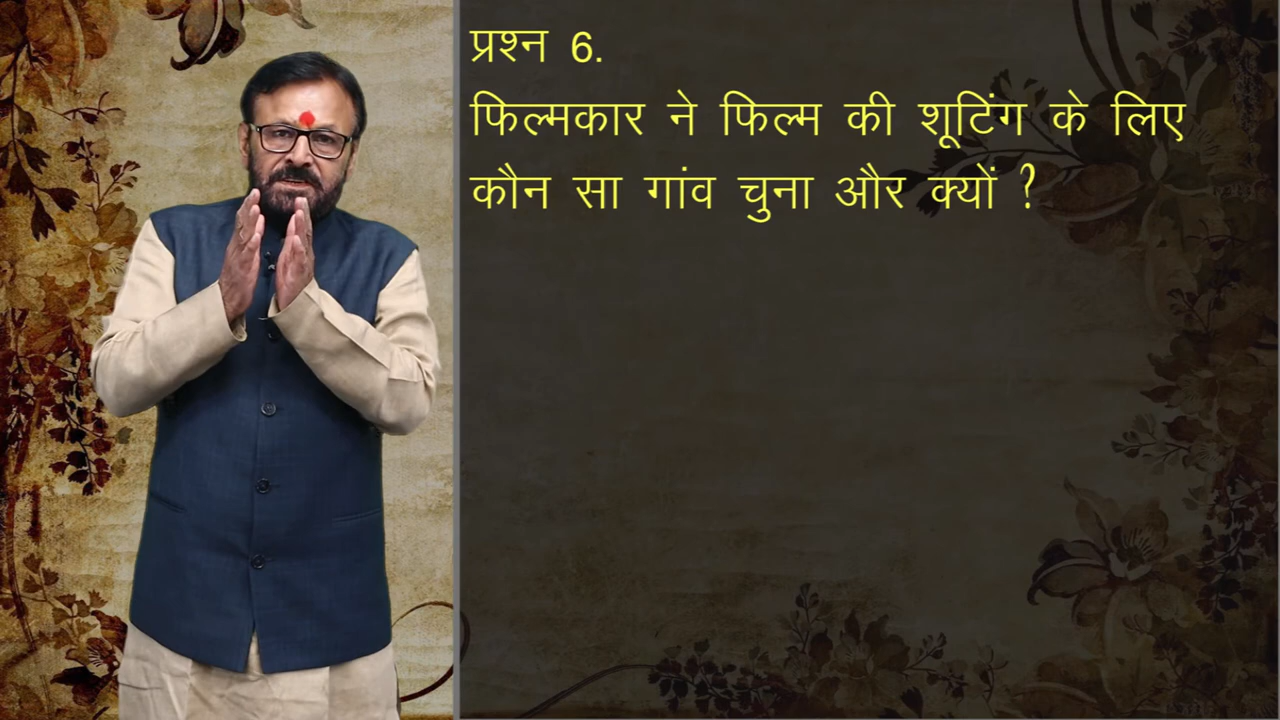 प्रश्न 6.
फिल्मकार ने फिल्म की शूटिंग के लिए
कौन सा गांव चुना और क्यों ?